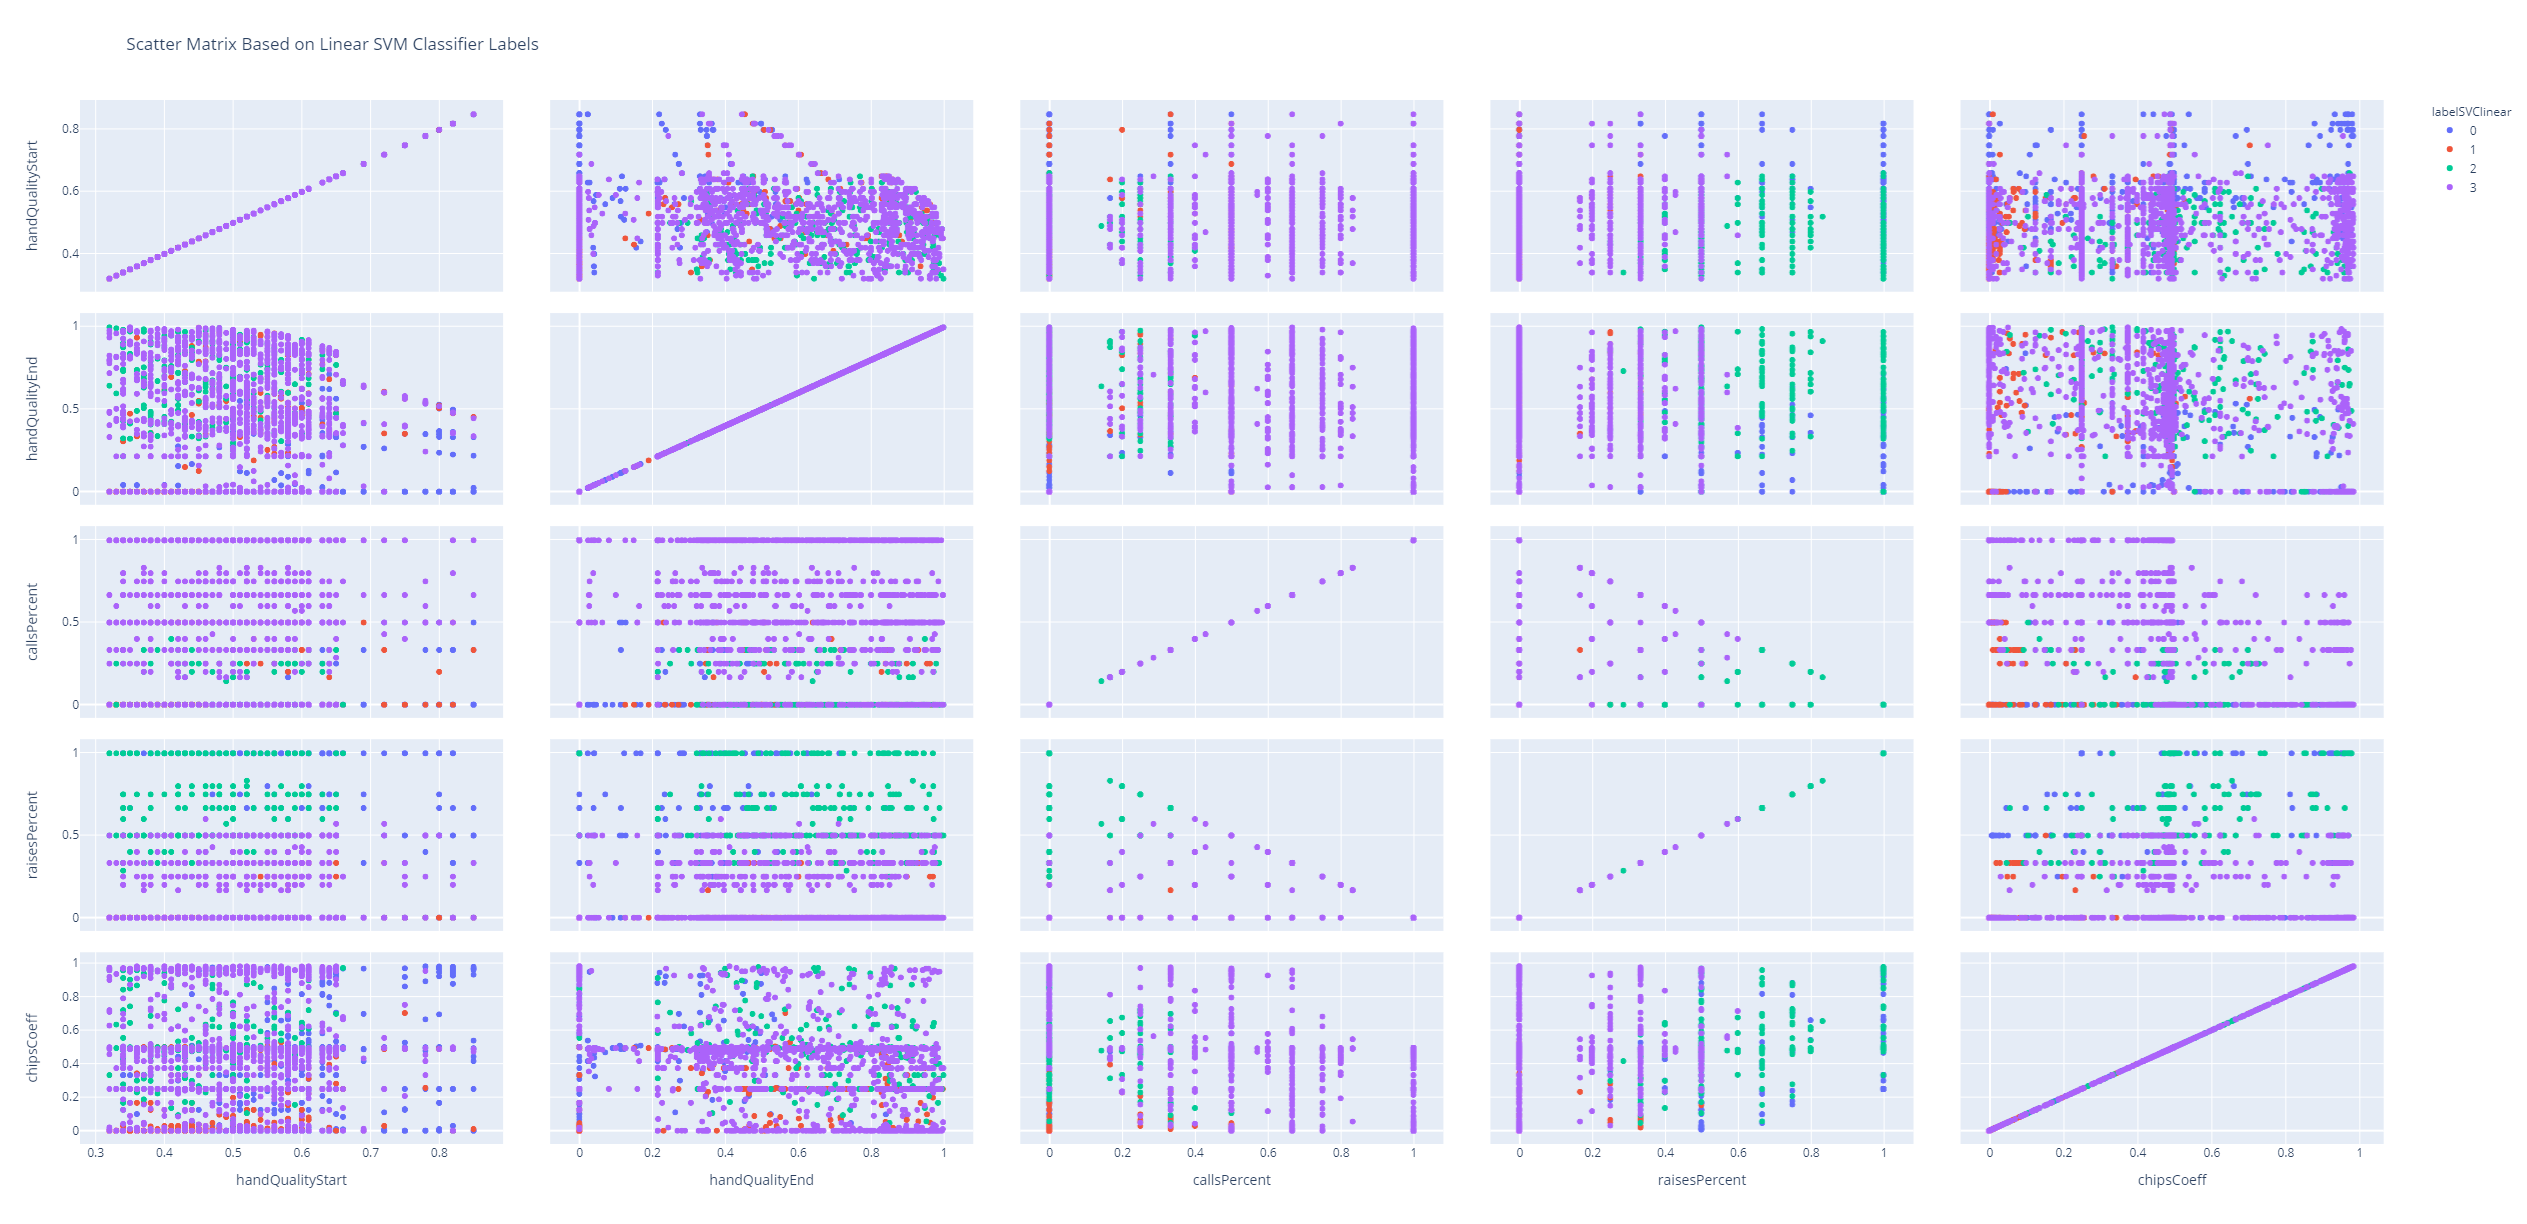 Scatter Matrix Based on Linear SVM Classifier Labels
labelSVClinear
0
1
2
3
handQualityStart
0.8
0.6
0.4
handQualityEnd
1
0.5
0
callsPercent
1
0.5
0
raisesPercent
1
0.5
0
chipsCoeff
1
0.8
0.6
0.4
0.2
0
0.3 0.4 0.5 0.6 0.7 0.8 0 0.2 0.4 0.6 0.8 1 0 0.2 0.4 0.6 0.8 1 0 0.2 0.4 0.6 0.8 1 0 0.2 0.4 0.6 0.8 1
handQualityStart handQualityEnd callsPercent raisesPercent chipsCoeff